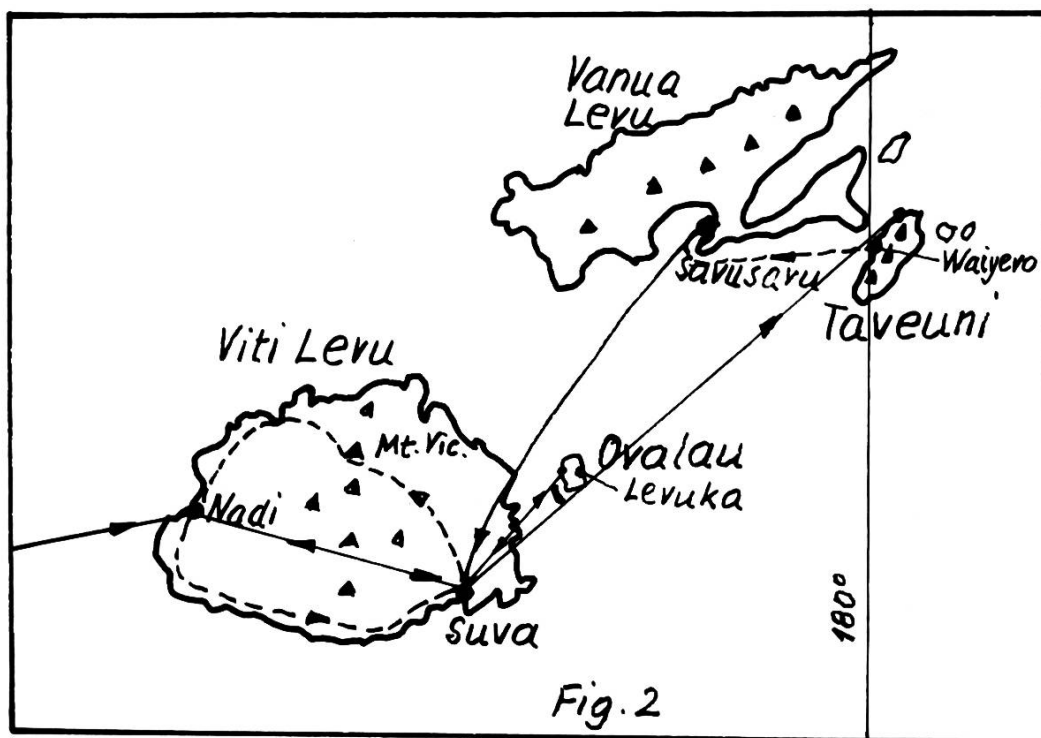 Vanua
Levu
savusavu
Waiyero
Taveuni
Viti Levu
Mt. Vic.
Ovalau
Levuka
Nadi
suva
180°
Fig. 2